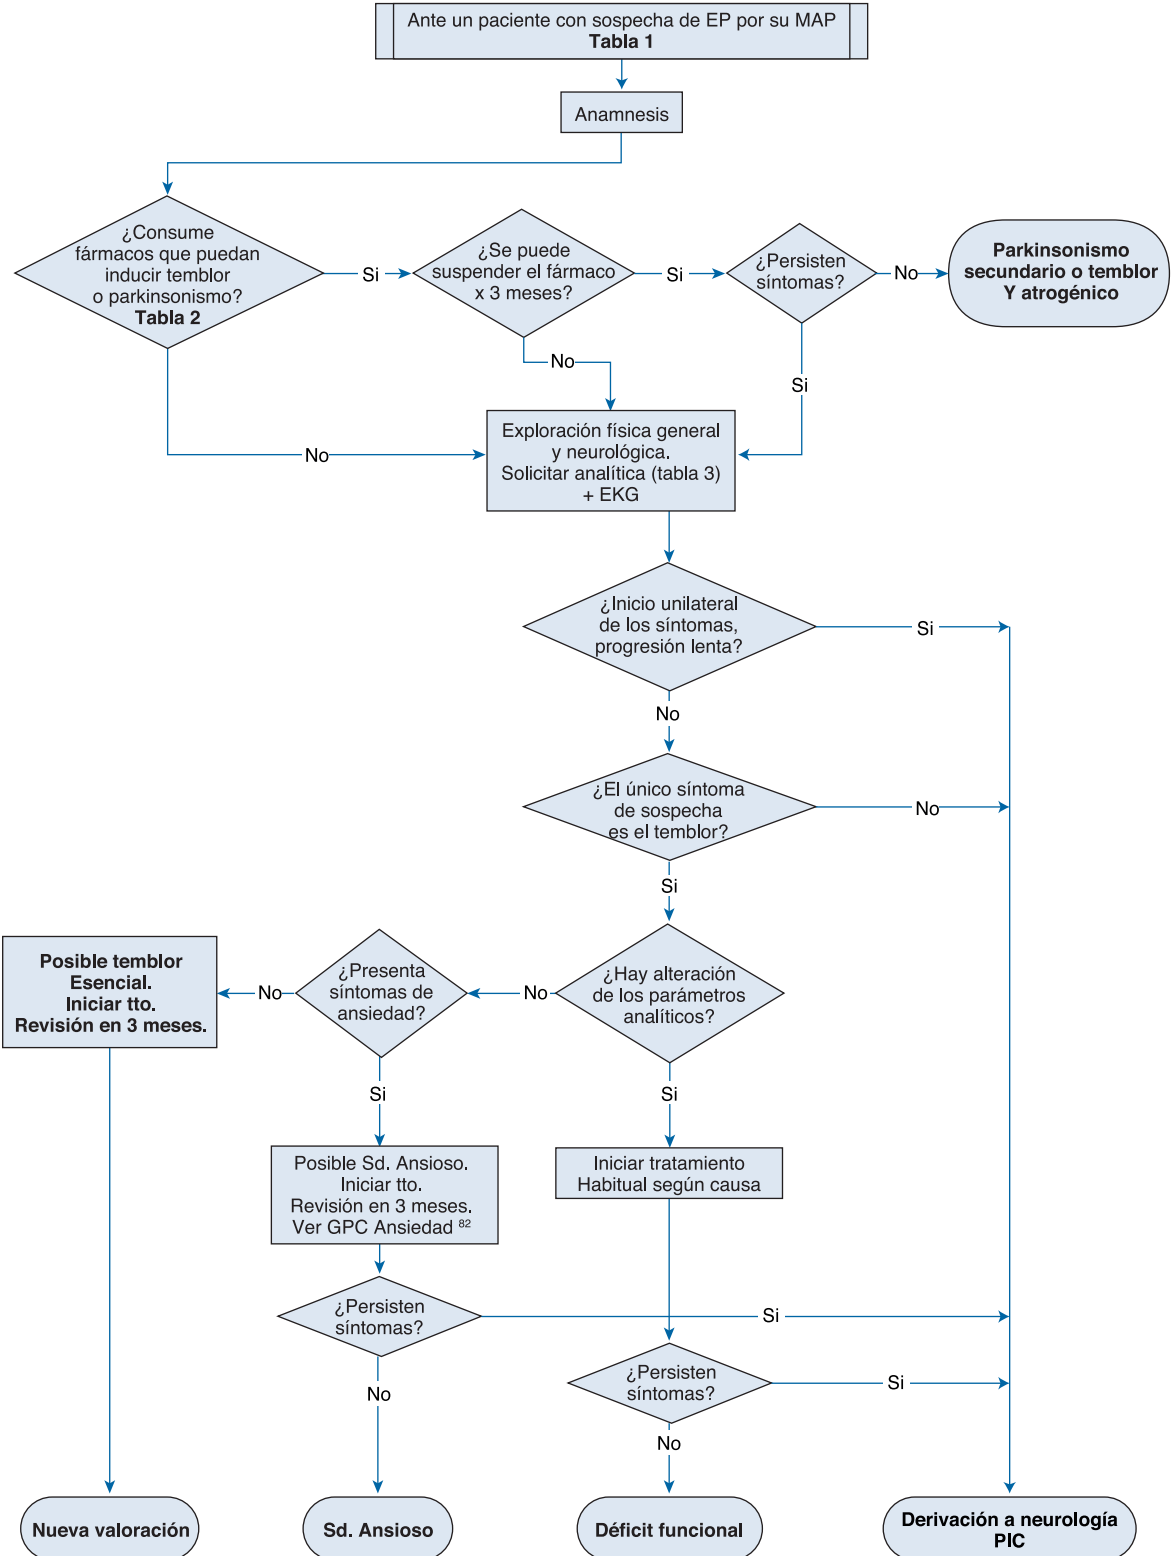 Ante un paciente con sospecha de EP por su MAP
Tabla 1
Anamnesis
¿Consume
fármacos que puedan
inducir temblor
o parkinsonismo?
Tabla 2
Si
¿Se puede
suspender el fármaco
x 3 meses?
Si
¿Persisten
síntomas?
No
Parkinsonismo
secundario o temblor
Y atrogénico
No
Si
No
Exploración física general
y neurológica.
Solicitar analítica (tabla 3)
+ EKG
¿Inicio unilateral
de los síntomas,
progresión lenta?
Si
No
¿El único síntoma
de sospecha
es el temblor?
No
Si
Posible temblor
Esencial.
Iniciar tto.
Revisión en 3 meses.
No
¿Presenta
síntomas de
ansiedad?
No
¿Hay alteración
de los parámetros
analíticos?
Si
Si
Posible Sd. Ansioso.
Iniciar tto.
Revisión en 3 meses.
Ver GPC Ansiedad 82
Iniciar tratamiento
Habitual según causa
¿Persisten
síntomas?
Si
¿Persisten
síntomas?
Si
No
No
Nueva valoración
Sd. Ansioso
Déficit funcional
Derivación a neurología
PIC